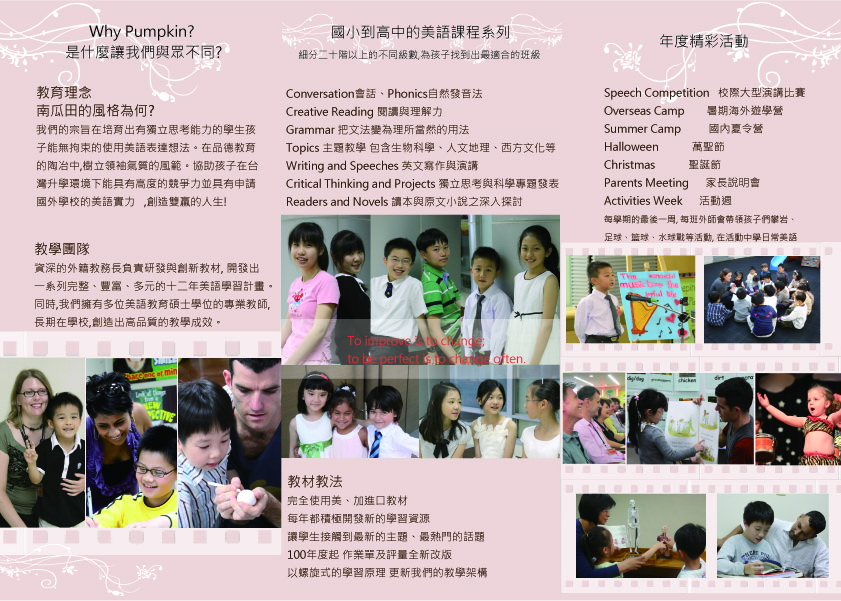 Why Pumpkin?
是什麼讓我們與眾不同?
教育理念
南瓜田的風格為何?
我們的宗旨在培育出有獨立思考能力的學生孩
子能無拘束的使用美語表達想法。在品德教育
的陶冶中,樹立領袖氣質的風範。協助孩子在台
灣升學環境下能具有高度的競爭力並具有申請
國外學校的美語實力 ,創造雙贏的人生!
教學團隊
資深的外籍教務長負責研發與創新教材, 開發出
一系列完整、豐富、多元的十二年美語學習計畫。
同時,我們擁有多位美語教育碩士學位的專業教師,
長期在學校,創造出高品質的教學成效。
國小到高中的美語課程系列
細分二十階以上的不同級數,為孩子找到出最適合的班級
Conversation會話、Phonics自然發音法
Creative Reading 閱讀與理解力
Grammar 把文法變為理所當然的用法
Topics 主題教學 包含生物科學、人文地理、西方文化等
Writing and Speeches 英文寫作與演講
Critical Thinking and Projects 獨立思考與科學專題發表
Readers and Novels 讀本與原文小說之深入探討
To improve is to change;
to be perfect is to change often.
教材教法
完全使用美、加進口教材
每年都積極開發新的學習資源
讓學生接觸到最新的主題、最熱門的話題
100年度起 作業單及評量全新改版
以螺旋式的學習原理 更新我們的教學架構
年度精彩活動
Speech Competition 校際大型演講比賽
Overseas Camp 暑期海外遊學營
Summer Camp 國內夏令營
Halloween 萬聖節
Christmas 聖誕節
Parents Meeting 家長說明會
Activities Week 活動週
每學期的最後一周, 每班外師會帶領孩子們攀岩、
足球、籃球、水球戰等活動, 在活動中學日常美語
The wonderful
music tune the
joyful life
dig/dog
chicken